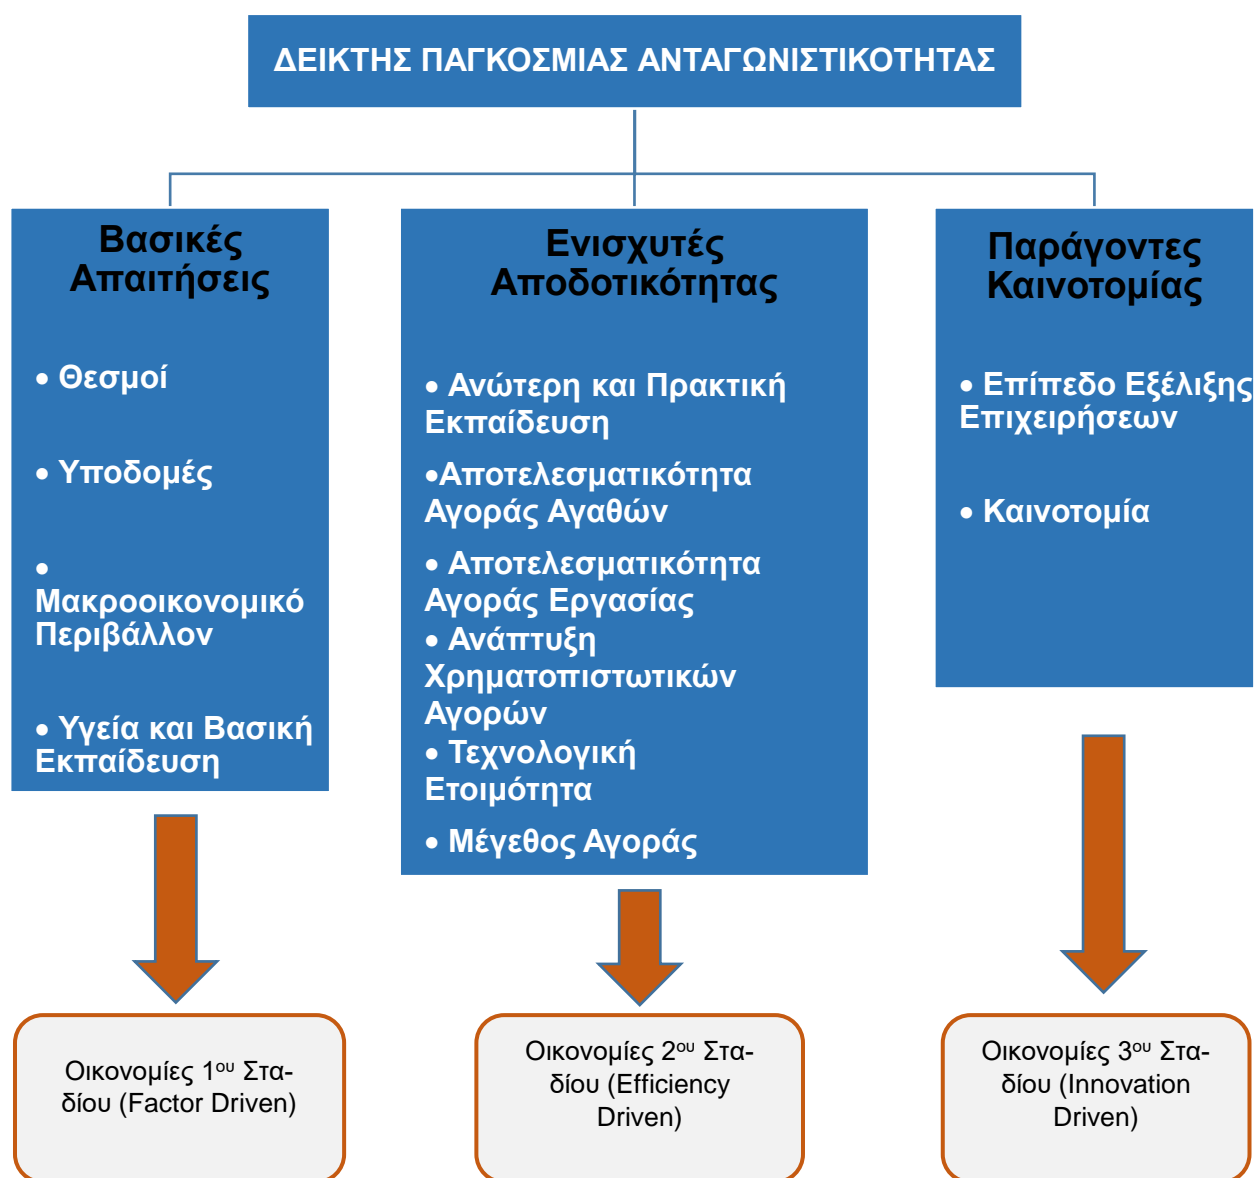 ΔΕΙΚΤΗΣ ΠΑΓΚΟΣΜΙΑΣ ΑΝΤΑΓΩΝΙΣΤΙΚΟΤΗΤΑΣ
Βασικές
Απαιτήσεις
• Θεσμοί
• Υποδομές
•
Μακροοικονομικό
Περιβάλλον
• Υγεία και Βασική
Εκπαίδευση
Ενισχυτές
Αποδοτικότητας
• Ανώτερη και Πρακτική
Εκπαίδευση
•Αποτελεσματικότητα
Αγοράς Αγαθών
• Αποτελεσματικότητα
Αγοράς Εργασίας
• Ανάπτυξη
Χρηματοπιστωτικών
Αγορών
• Τεχνολογική
Ετοιμότητα
• Μέγεθος Αγοράς
Παράγοντες
Καινοτομίας
• Επίπεδο Εξέλιξης
Επιχειρήσεων
• Καινοτομία
Οικονομίες 1ου Στα-
δίου (Factor Driven)
Οικονομίες 2ου Στα-
δίου (Efficiency
Driven)
Οικονομίες 3ου Στα-
δίου (Innovation
Driven)